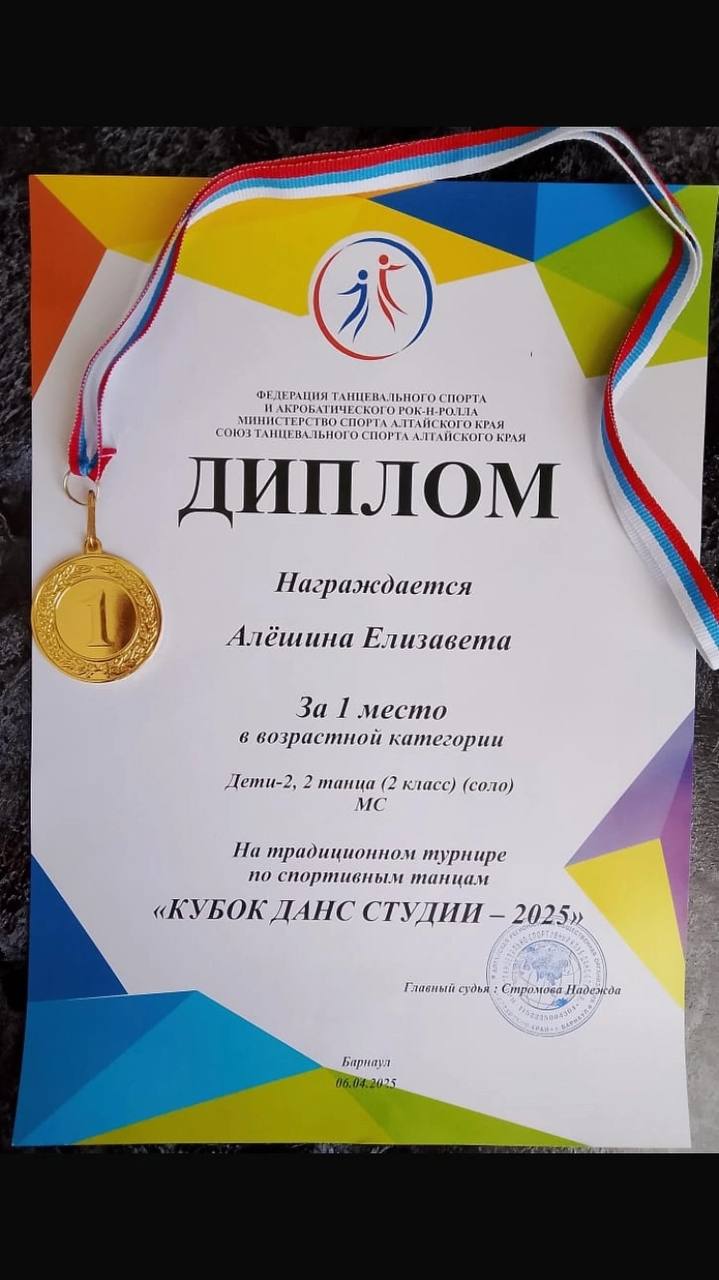 ФЕДЕРАЦИЯ ТАНЦЕВАЛЬНОГО СПОРТА
И АКРОБАТИЧЕСКОГО РОК-Н-РОЛЛА
МИНИСТЕРСТВО СПОРТА АЛТАЙСКОГО КРАЯ
СОЮЗ ТАНЦЕВАЛЬНОГО СПОРТА АЛТАЙСКОГО КРАЯ
ДИПЛОМ
Награждается
1
Алёшина Елизавета
За 1 место
в возрастной категории
Дети-2, 2 танца (2 класс) (соло)
МС
На традиционном турнире
по спортивным танцам
«КУБОК ДАНС СТУДИИ – 2025»
Главный судья : Стромова Надежда
Барнаул
06.04.2025